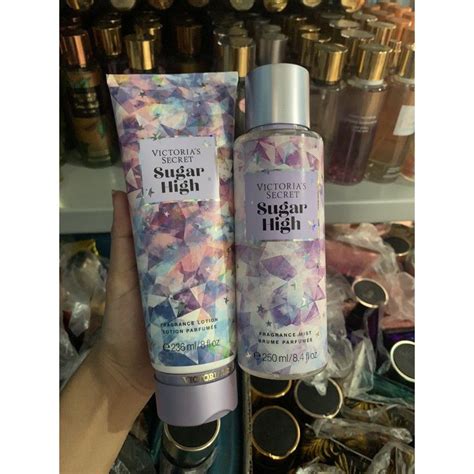 VICTORIA'S
SECRET
Sugar
High
FRAGRANCE LOTION
LOTION PARFUMÉE
236 ml/8 fl oz
VICTORIA'S
VICTORIA'S
SECRET
Sugar
High
FRAGRANCE MIST
BRUME PARFUMÉE
250 ml/8.4 fl oz